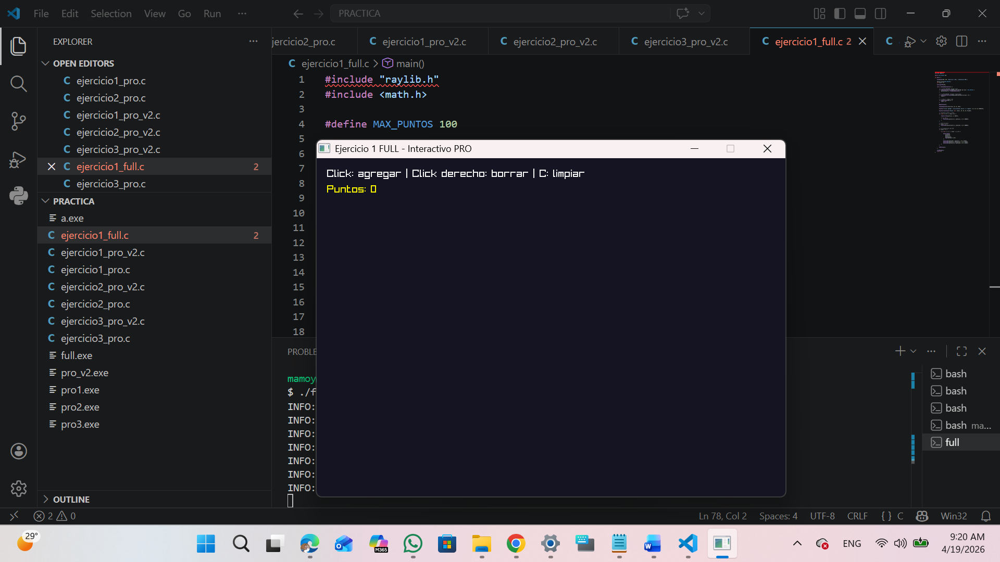 File Edit Selection View Go Run ···
PRACTICA
EXPLORER
OPEN EDITORS
ejercicio1_pro.c
ejercicio2_pro.c
ejercicio1_pro_v2.c
ejercicio2_pro_v2.c
ejercicio3_pro_v2.c
ejercicio1_full.c 2
ejercicio3_pro.c
PRACTICA
a.exe
ejercicio1_full.c 2
ejercicio1_pro_v2.c
ejercicio1_pro.c
ejercicio2_pro_v2.c
ejercicio2_pro.c
ejercicio3_pro_v2.c
ejercicio3_pro.c
full.exe
pro_v2.exe
pro1.exe
pro2.exe
pro3.exe
OUTLINE
jercicio2_pro.c C ejercicio1_pro_v2.c C ejercicio2_pro_v2.c C ejercicio3_pro_v2.c C ejercicio1_full.c 2 C
C ejercicio1_full.c > main()
1 #include "raylib.h"
2 #include <math.h>
3
4 #define MAX_PUNTOS 100
5
6
7
8
9
10
11
12
13
14
15
16
17
18
Ejercicio 1 FULL - Interactivo PRO
Click: agregar | Click derecho: borrar | C: limpiar
Puntos: 0
PROBLE
mamoy
$ ./f
INFO:
INFO:
INFO:
INFO:
INFO:
INFO:
INFO:
bash
bash
bash
bash ma...
full
2 0
Ln 78, Col 2 Spaces: 4 UTF-8 CRLF { } C Win32
29°
M365
ENG
9:20 AM
4/19/2026